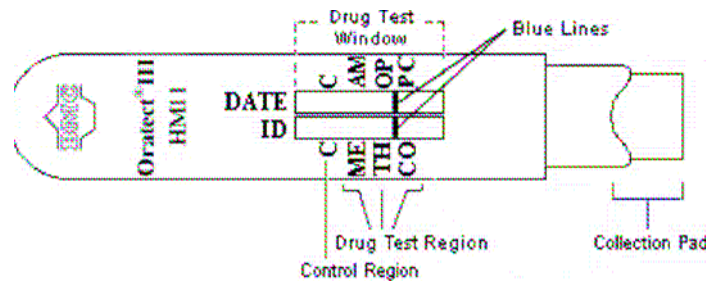 Drug Test
Window
Blue Lines
C AM OP PC
DATE
ID
C ME TH CO
Oratect® III
HM11
Drug Test Region
Control Region
Collection Pad